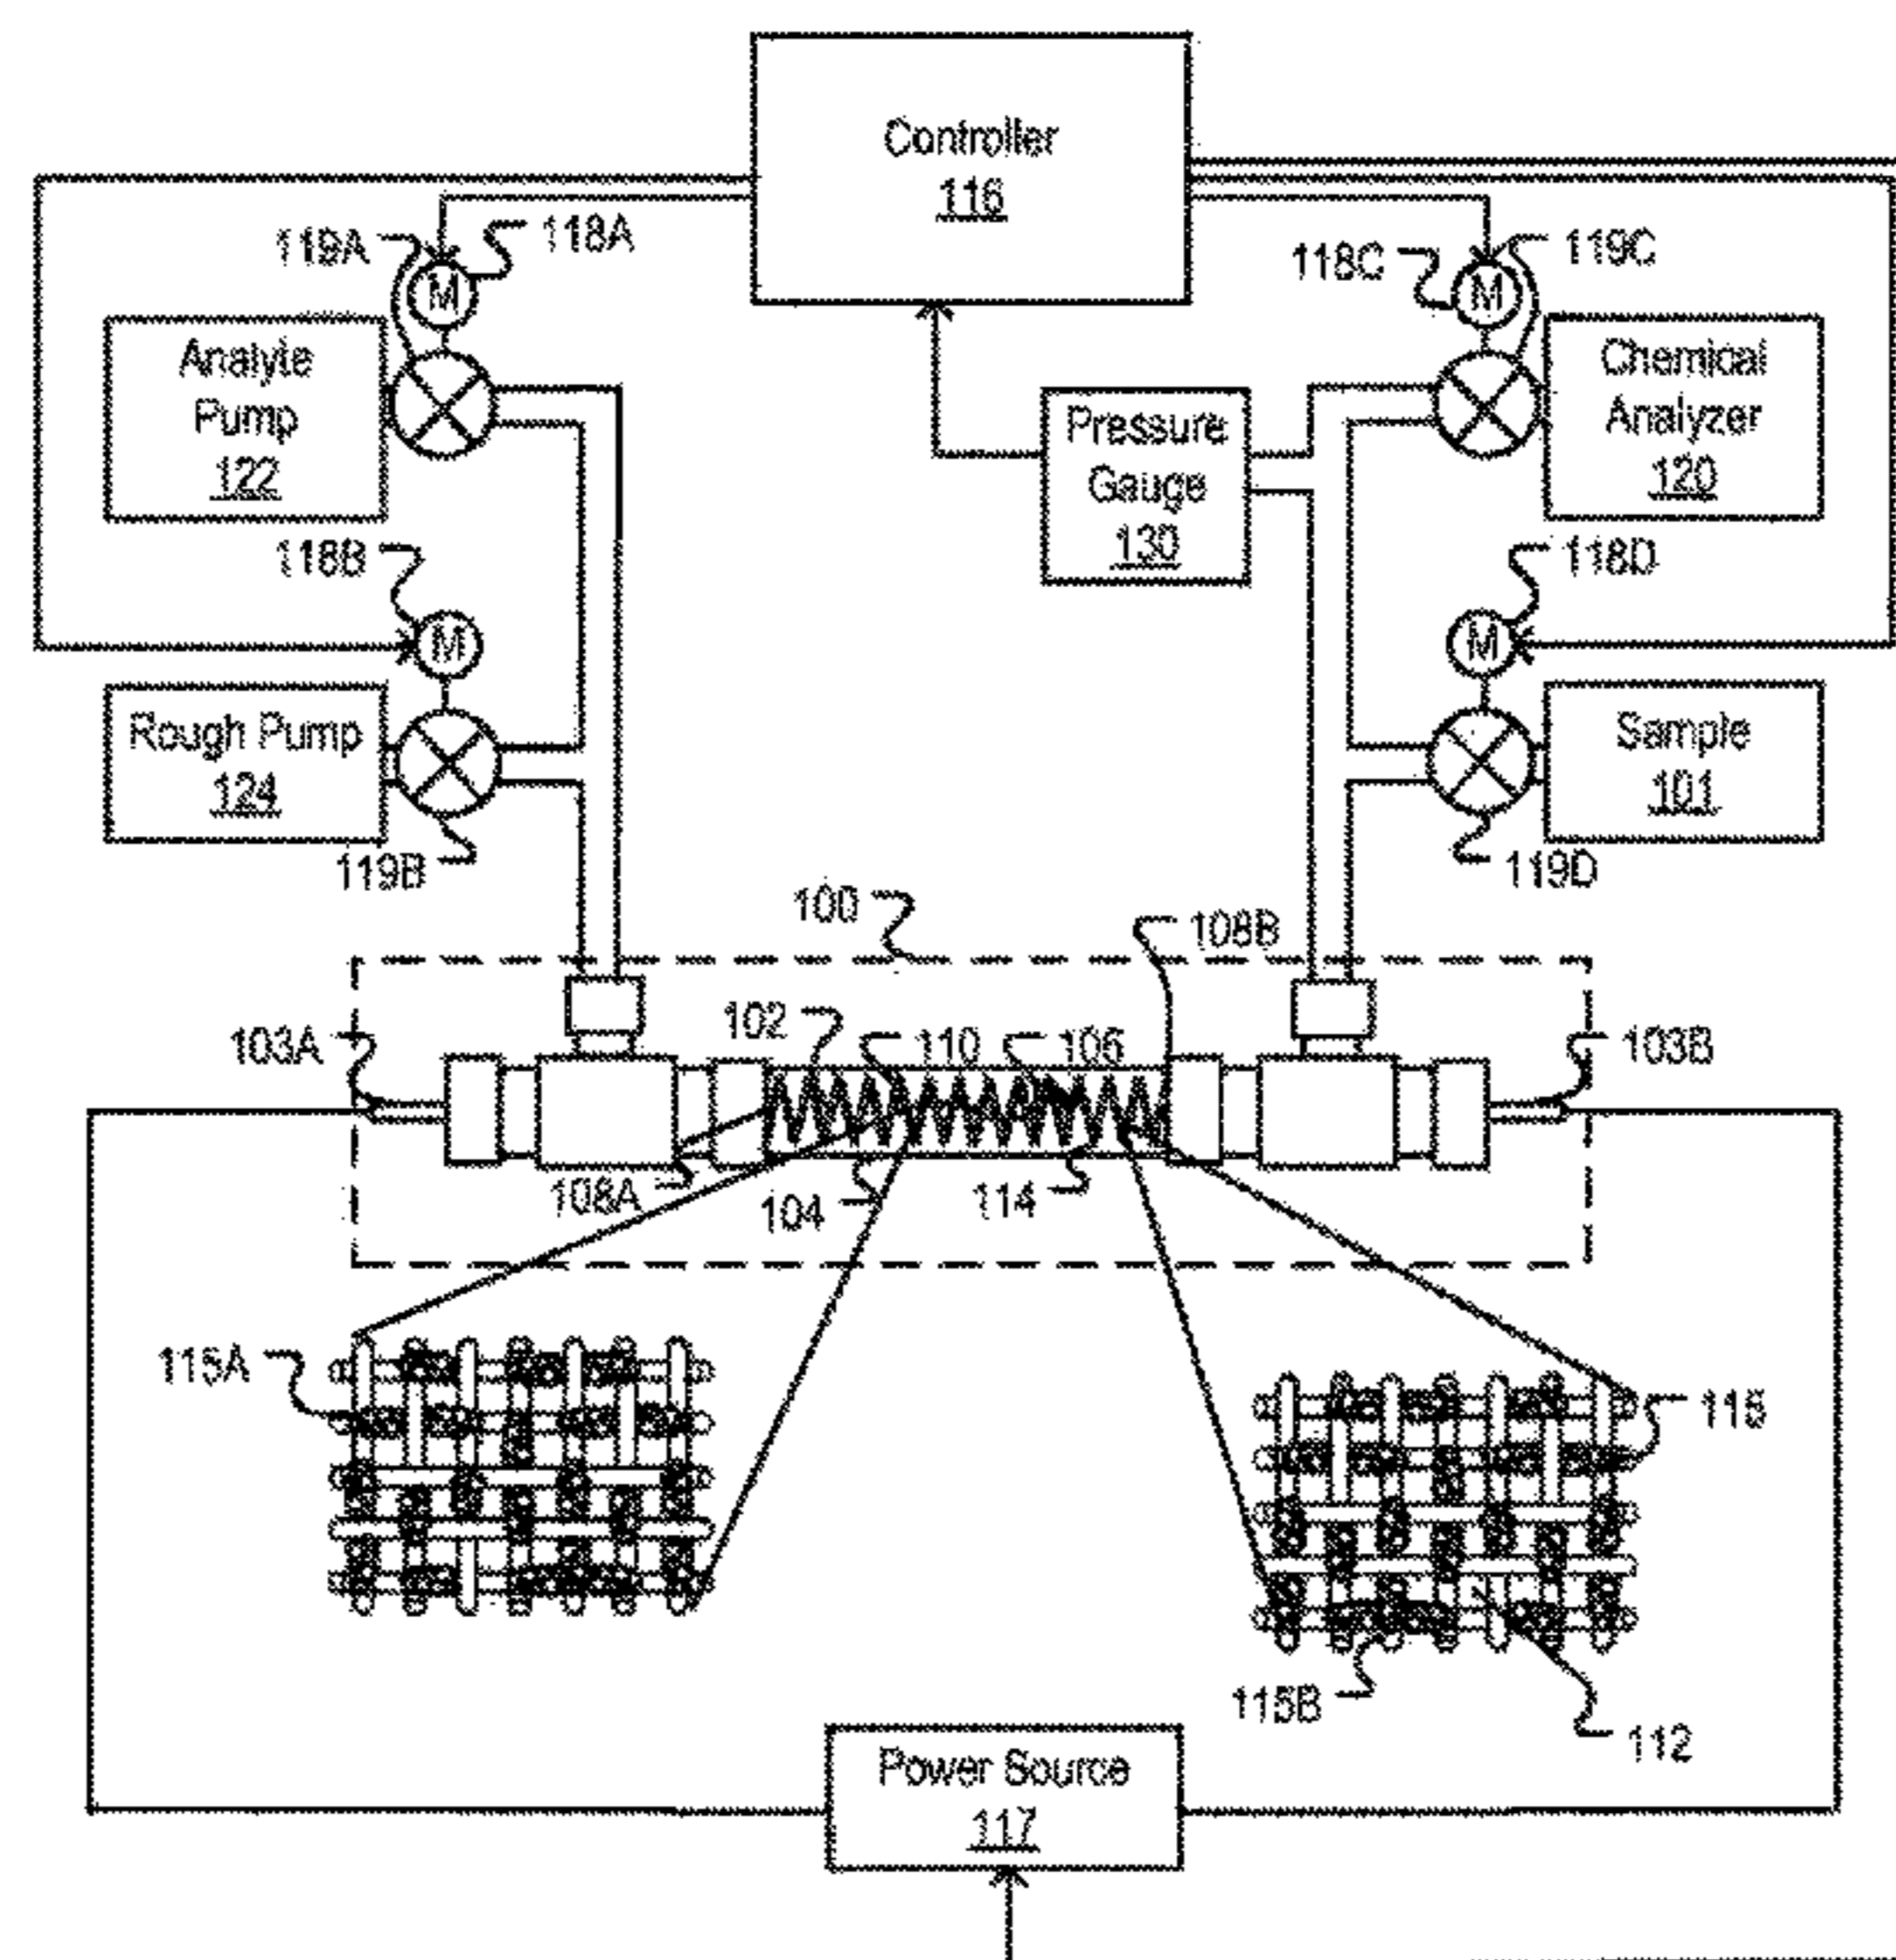 Controller
116
119A
118A
118C
119C
Analyte
Pump
122
Pressure
Gauge
130
Chemical
Analyzer
120
118B
118D
Rough Pump
124
Sample
101
119B
119D
100
108B
103A
102
110
106
103B
108A
104
114
115A
115
115B
112
Power Source
117